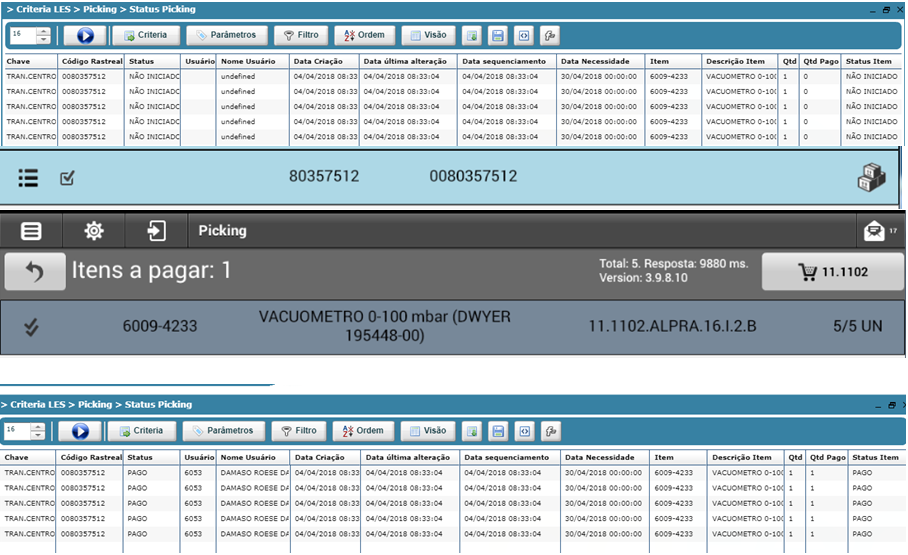 > Criteria LES > Picking > Status Picking
16 Criteria Parâmetros Filtro Ordem Visão
Chave Código Rastreal Status Usuário Nome Usuário Data Criação Data última alteração Data sequenciamento Data Necessidade Item Descrição Item Qtd Qtd Pago Status Item
TRAN.CENTRO 0080357512 NÃO INICIADO undefined 04/04/2018 08:33 04/04/2018 08:33:04 04/04/2018 08:33:04 30/04/2018 00:00:00 6009-4233 VACUOMETRO 0-100 1 0 NÃO INICIADO
TRAN.CENTRO 0080357512 NÃO INICIADC undefined 04/04/2018 08:33 04/04/2018 08:33:04 04/04/2018 08:33:04 30/04/2018 00:00:00 6009-4233 VACUOMETRO 0-100 1 0 NÃO INICIADO
TRAN.CENTRO 0080357512 NÃO INICIADC undefined 04/04/2018 08:33 04/04/2018 08:33:04 04/04/2018 08:33:04 30/04/2018 00:00:00 6009-4233 VACUOMETRO 0-100 1 0 NÃO INICIADO
TRAN.CENTRO 0080357512 NÃO INICIADC undefined 04/04/2018 08:33 04/04/2018 08:33:04 04/04/2018 08:33:04 30/04/2018 00:00:00 6009-4233 VACUOMETRO 0-100 1 0 NÃO INICIADO
TRAN.CENTRO 0080357512 NÃO INICIADC undefined 04/04/2018 08:33 04/04/2018 08:33:04 04/04/2018 08:33:04 30/04/2018 00:00:00 6009-4233 VACUOMETRO 0-100 1 0 NÃO INICIADO
80357512 0080357512
Picking 17
Itens a pagar: 1 Total: 5. Resposta: 9880 ms. 11.1102
Version: 3.9.8.10
6009-4233 VACUOMETRO 0-100 mbar (DWYER 11.1102.ALPRA.16.I.2.B 5/5 UN
195448-00)
> Criteria LES > Picking > Status Picking
16 Criteria Parâmetros Filtro Ordem Visão
Chave Código Rastreal Status Usuário Nome Usuário Data Criação Data última alteração Data sequenciamento Data Necessidade Item Descrição Item Qtd Qtd Pago Status Item
TRAN.CENTRO 0080357512 PAGO 6053 DAMASO ROESE DA 04/04/2018 08:33 04/04/2018 08:33:04 04/04/2018 08:33:04 30/04/2018 00:00:00 6009-4233 VACUOMETRO 0-100 1 1 PAGO
TRAN.CENTRO 0080357512 PAGO 6053 DAMASO ROESE DA 04/04/2018 08:33 04/04/2018 08:33:04 04/04/2018 08:33:04 30/04/2018 00:00:00 6009-4233 VACUOMETRO 0-100 1 1 PAGO
TRAN.CENTRO 0080357512 PAGO 6053 DAMASO ROESE DA 04/04/2018 08:33 04/04/2018 08:33:04 04/04/2018 08:33:04 30/04/2018 00:00:00 6009-4233 VACUOMETRO 0-100 1 1 PAGO
TRAN.CENTRO 0080357512 PAGO 6053 DAMASO ROESE DA 04/04/2018 08:33 04/04/2018 08:33:04 04/04/2018 08:33:04 30/04/2018 00:00:00 6009-4233 VACUOMETRO 0-100 1 1 PAGO
TRAN.CENTRO 0080357512 PAGO 6053 DAMASO ROESE DA 04/04/2018 08:33 04/04/2018 08:33:04 04/04/2018 08:33:04 30/04/2018 00:00:00 6009-4233 VACUOMETRO 0-100 1 1 PAGO